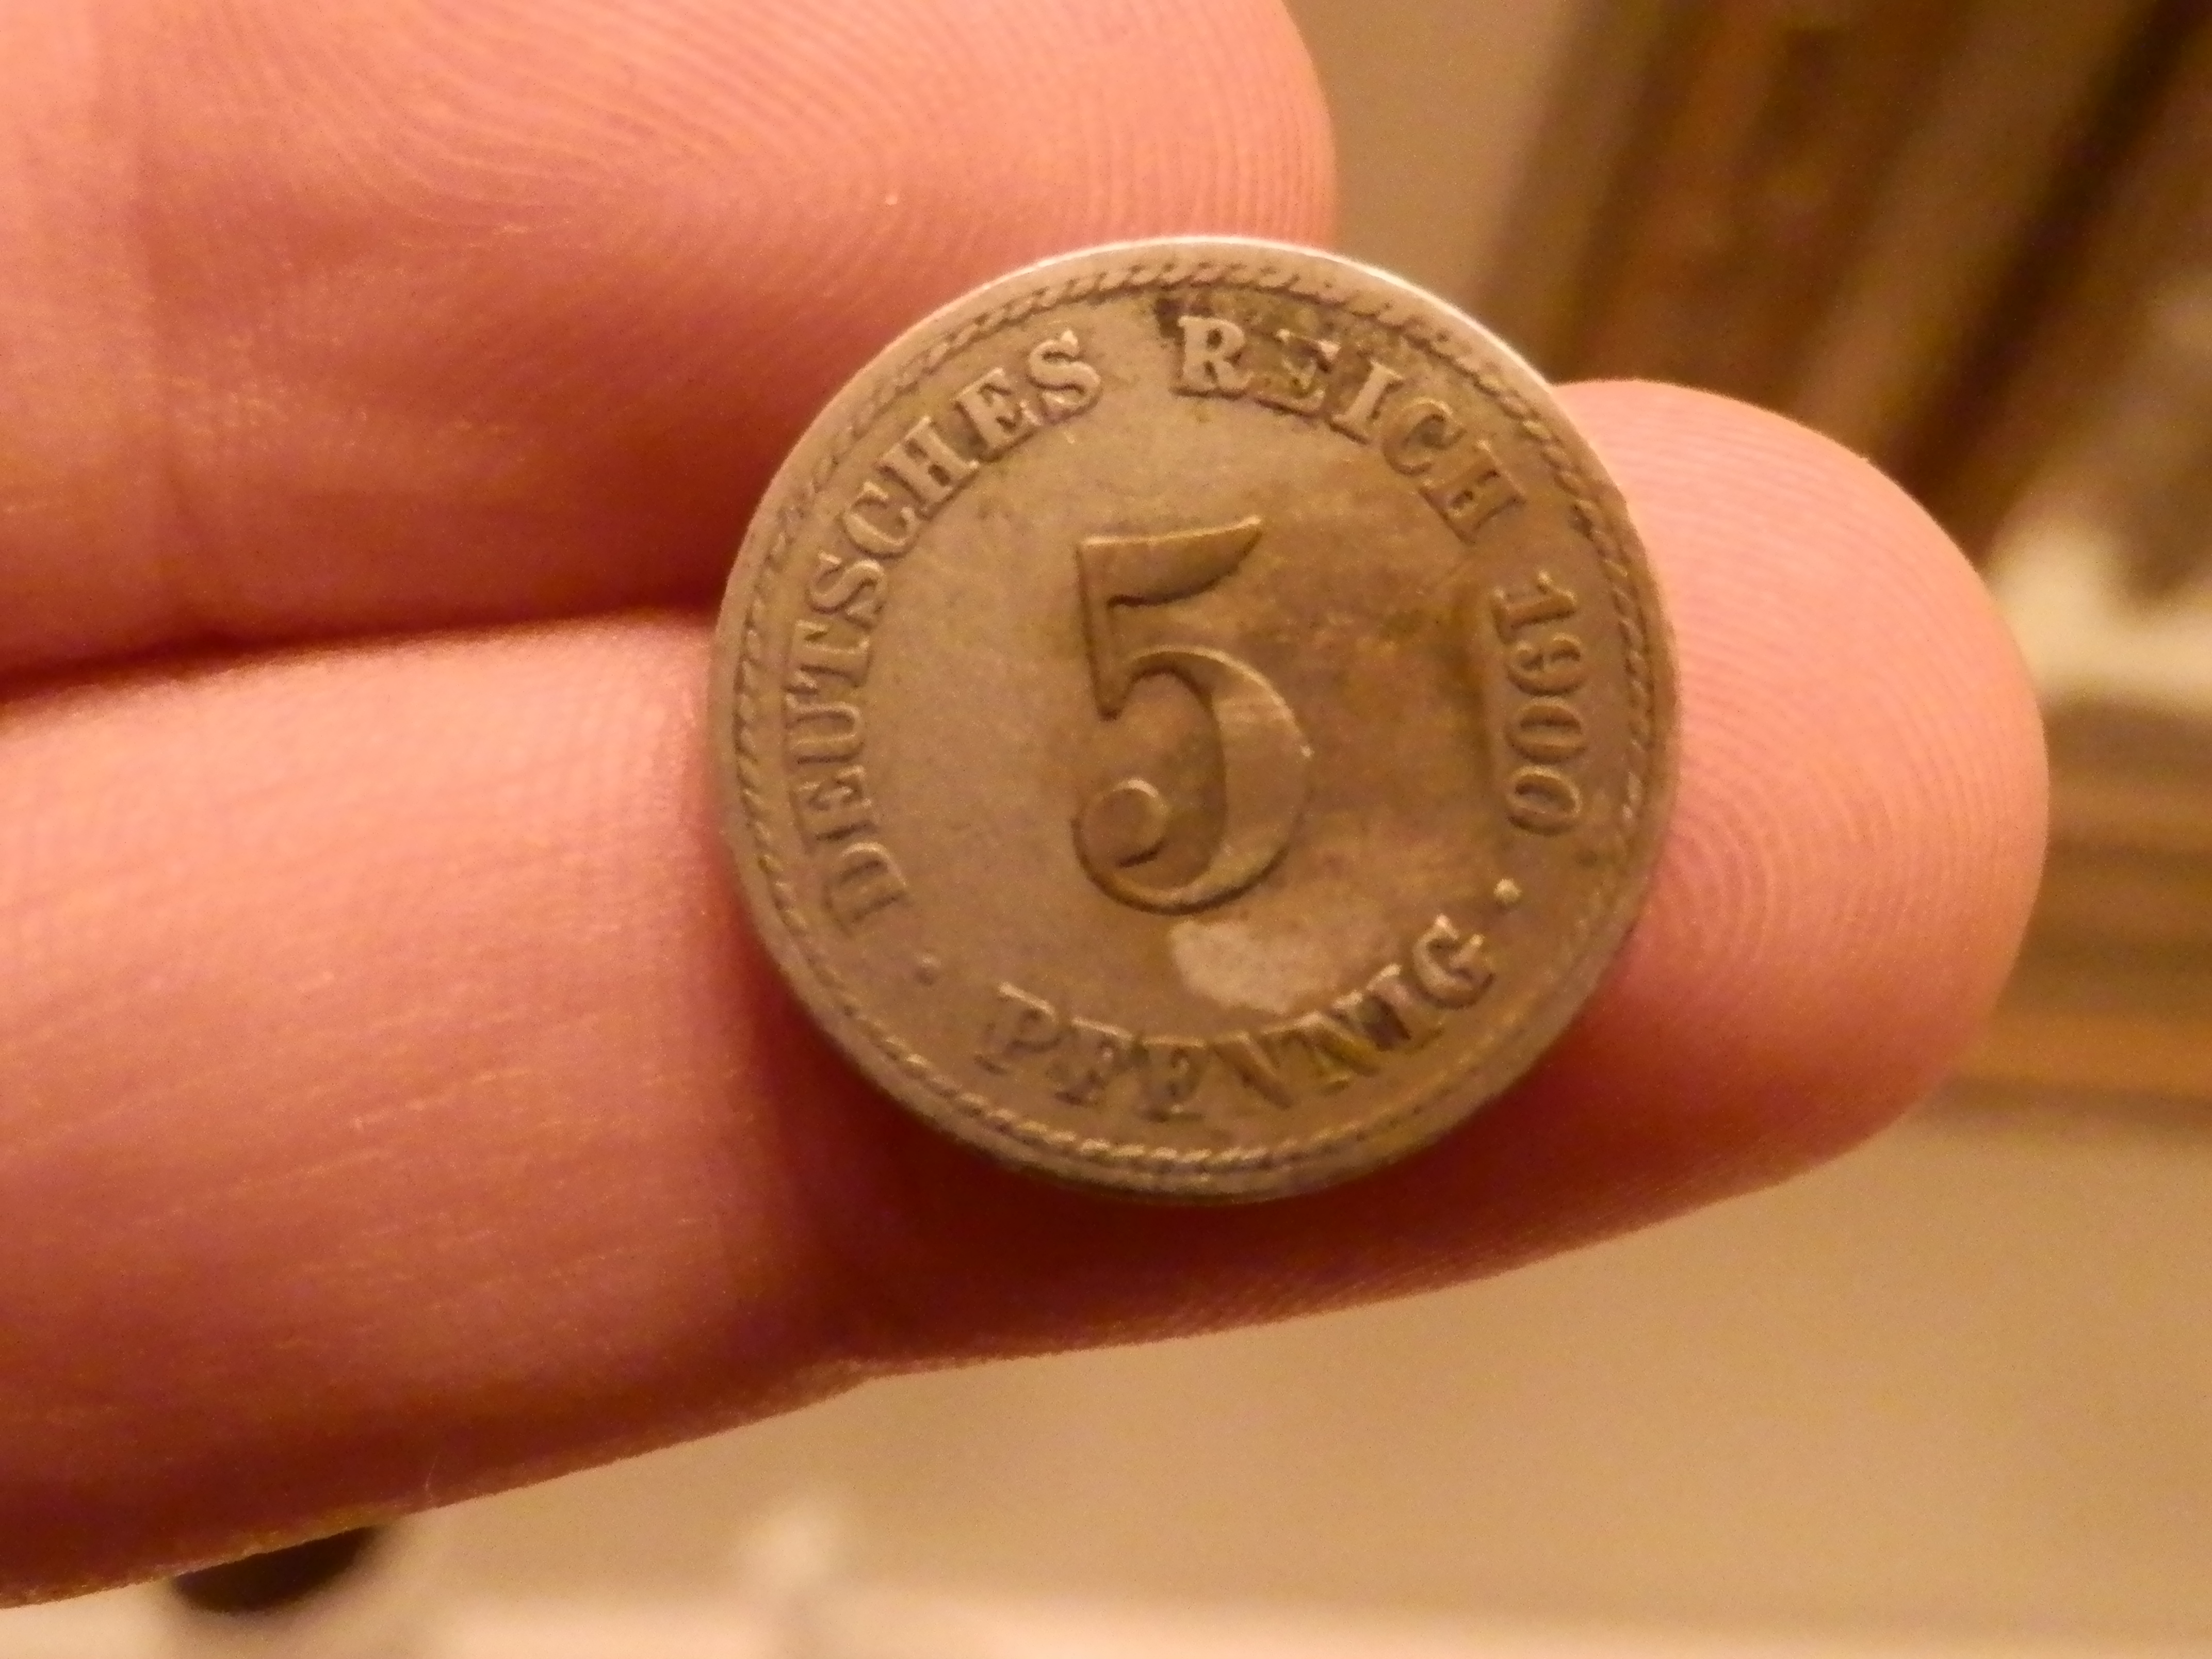 DEUTSCHES REICH 1900
5
PFENNIG